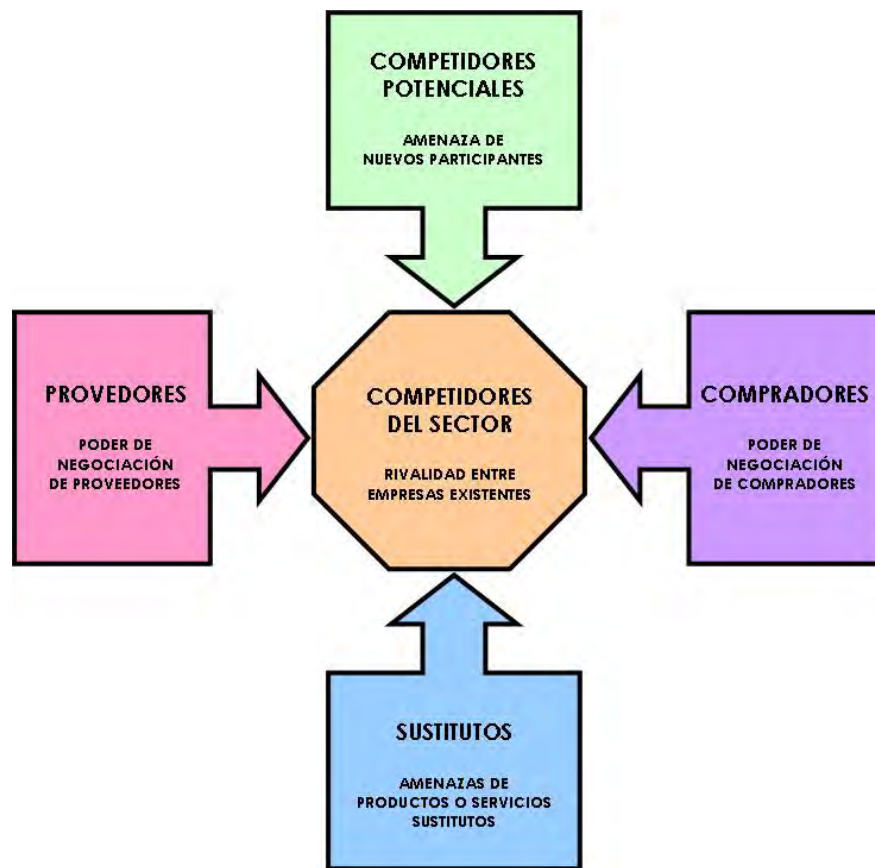 COMPETIDORES
POTENCIALES
AMENAZA DE
NUEVOS PARTICIPANTES
PROVEDORES
PODER DE
NEGOCIACIÓN
DE PROVEEDORES
COMPETIDORES
DEL SECTOR
RIVALIDAD ENTRE
EMPRESAS EXISTENTES
COMPRADORES
PODER DE
NEGOCIACIÓN
DE COMPRADORES
SUSTITUTOS
AMENAZAS DE
PRODUCTOS O SERVICIOS
SUSTITUTOS